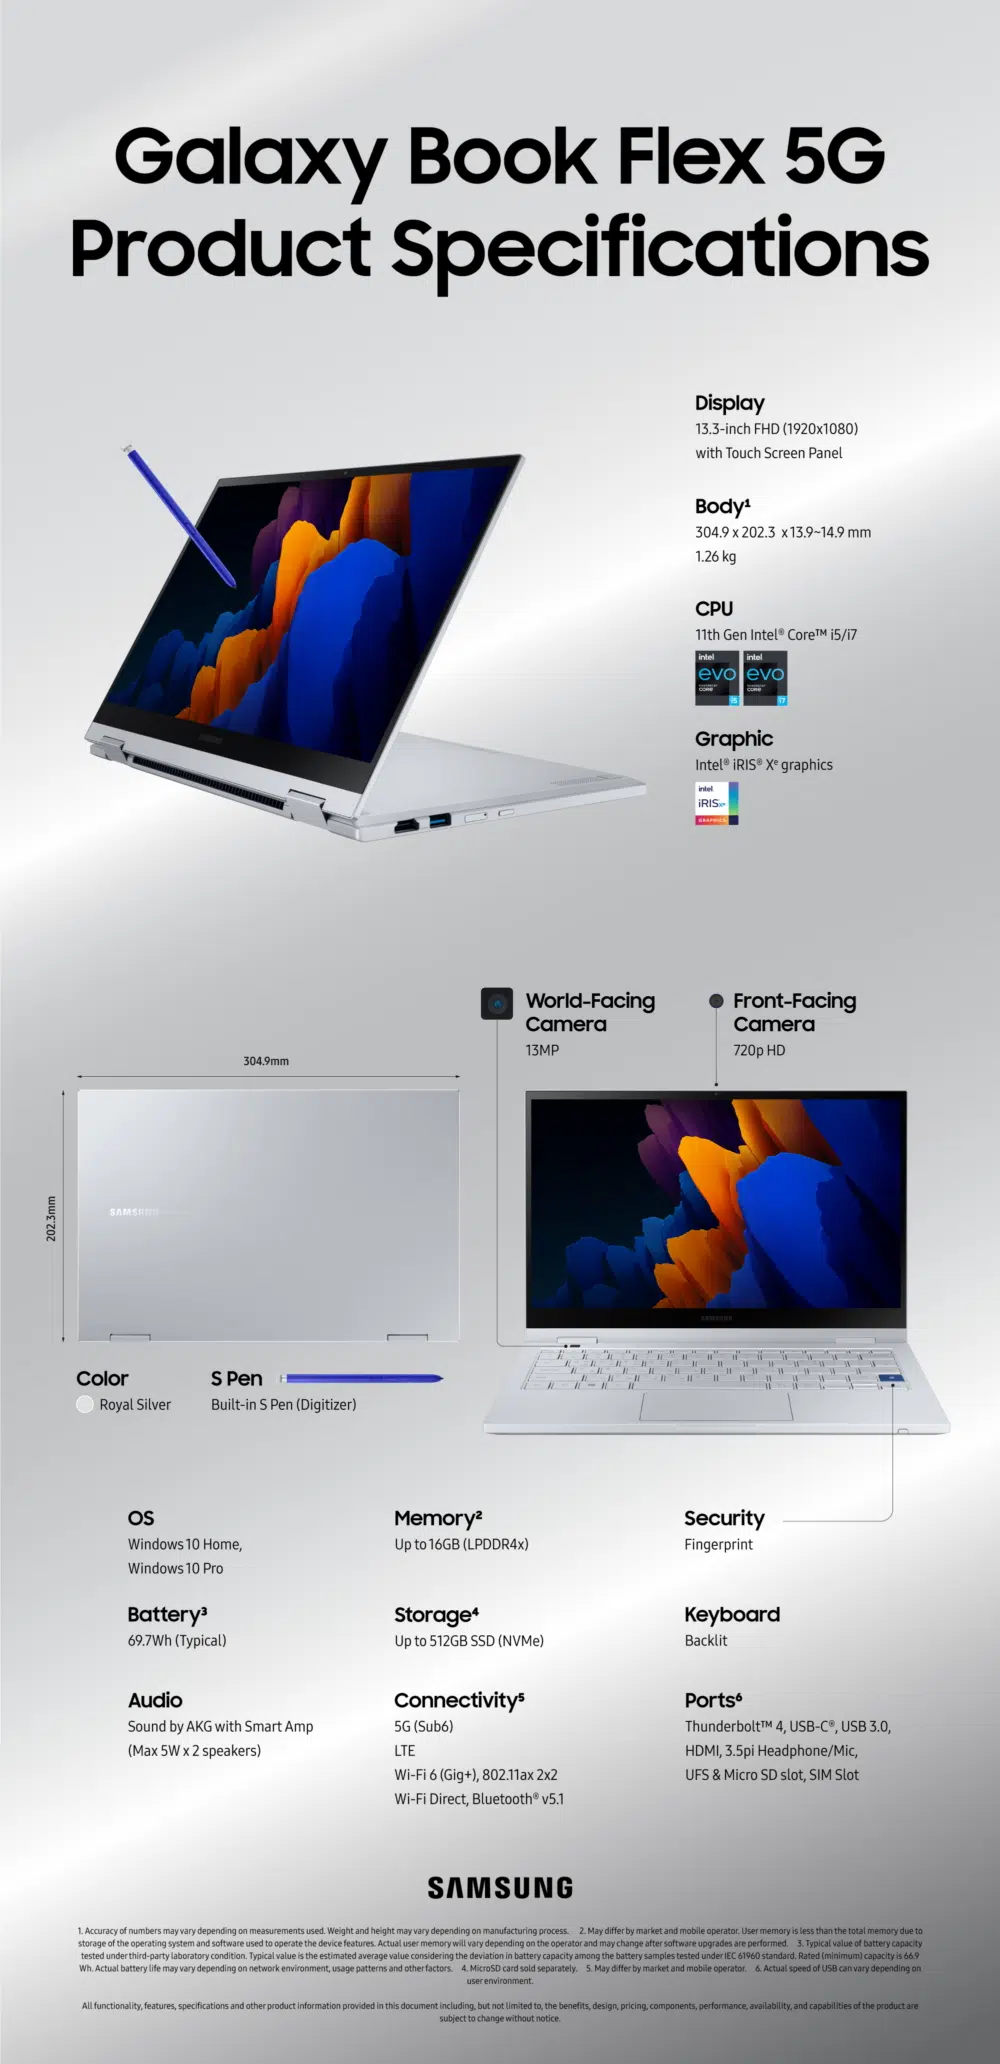 Galaxy Book Flex 5G
Product Specifications
Display
13.3-inch FHD (1920x1080)
with Touch Screen Panel
Body¹
304.9 x 202.3 x 13.9~14.9 mm
1.26 kg
CPU
11th Gen Intel® Core™ i5/i7
intel
evo
POWERED BY
CORE
i5
intel
evo
POWERED BY
CORE
i7
Graphic
Intel® iRIS® Xᵉ graphics
intel
iRISxᵉ
GRAPHICS
World-Facing
Camera
13MP
Front-Facing
Camera
720p HD
304.9mm
202.3mm
SAMSUNG
SAMSUNG
Color
Royal Silver
S Pen
Built-in S Pen (Digitizer)
OS
Windows 10 Home,
Windows 10 Pro
Memory²
Up to 16GB (LPDDR4x)
Security
Fingerprint
Battery³
69.7Wh (Typical)
Storage⁴
Up to 512GB SSD (NVMe)
Keyboard
Backlit
Audio
Sound by AKG with Smart Amp
(Max 5W x 2 speakers)
Connectivity⁵
5G (Sub6)
LTE
Wi-Fi 6 (Gig+), 802.11ax 2x2
Wi-Fi Direct, Bluetooth® v5.1
Ports⁶
Thunderbolt™ 4, USB-C®, USB 3.0,
HDMI, 3.5pi Headphone/Mic,
UFS & Micro SD slot, SIM Slot
SAMSUNG
1. Accuracy of numbers may vary depending on measurements used. Weight and height may vary depending on manufacturing process. 2. May differ by market and mobile operator. User memory is less than the total memory due to
storage of the operating system and software used to operate the device features. Actual user memory will vary depending on the operator and may change after software upgrades are performed. 3. Typical value of battery capacity
tested under third-party laboratory condition. Typical value is the estimated average value considering the deviation in battery capacity among the battery samples tested under IEC 61960 standard. Rated (minimum) capacity is 66.9
Wh. Actual battery life may vary depending on network environment, usage patterns and other factors. 4. MicroSD card sold separately. 5. May differ by market and mobile operator. 6. Actual speed of USB can vary depending on
user environment.
All functionality, features, specifications and other product information provided in this document including, but not limited to, the benefits, design, pricing, components, performance, availability, and capabilities of the product are
subject to change without notice.